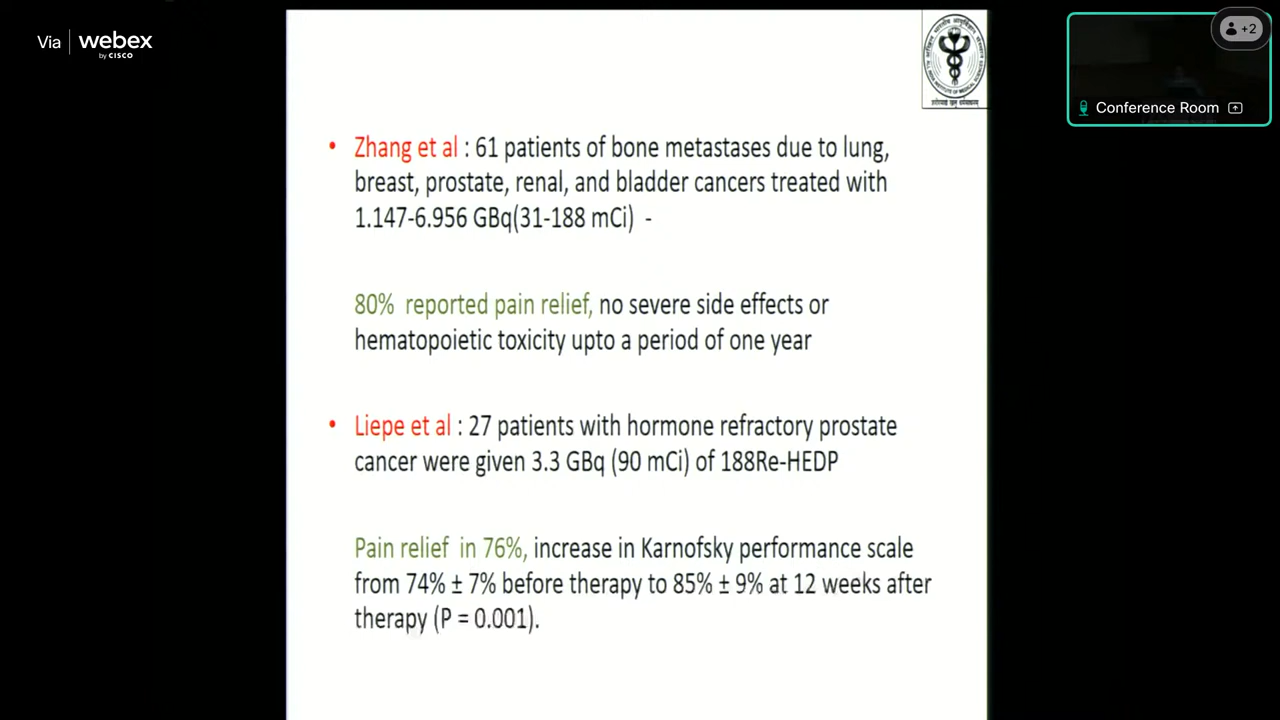 Via webex
by CISCO
+2
Conference Room
• Zhang et al : 61 patients of bone metastases due to lung,
breast, prostate, renal, and bladder cancers treated with
1.147-6.956 GBq(31-188 mCi) -
80% reported pain relief, no severe side effects or
hematopoietic toxicity upto a period of one year
• Liepe et al : 27 patients with hormone refractory prostate
cancer were given 3.3 GBq (90 mCi) of 188Re-HEDP
Pain relief in 76%, increase in Karnofsky performance scale
from 74% ± 7% before therapy to 85% ± 9% at 12 weeks after
therapy (P = 0.001).